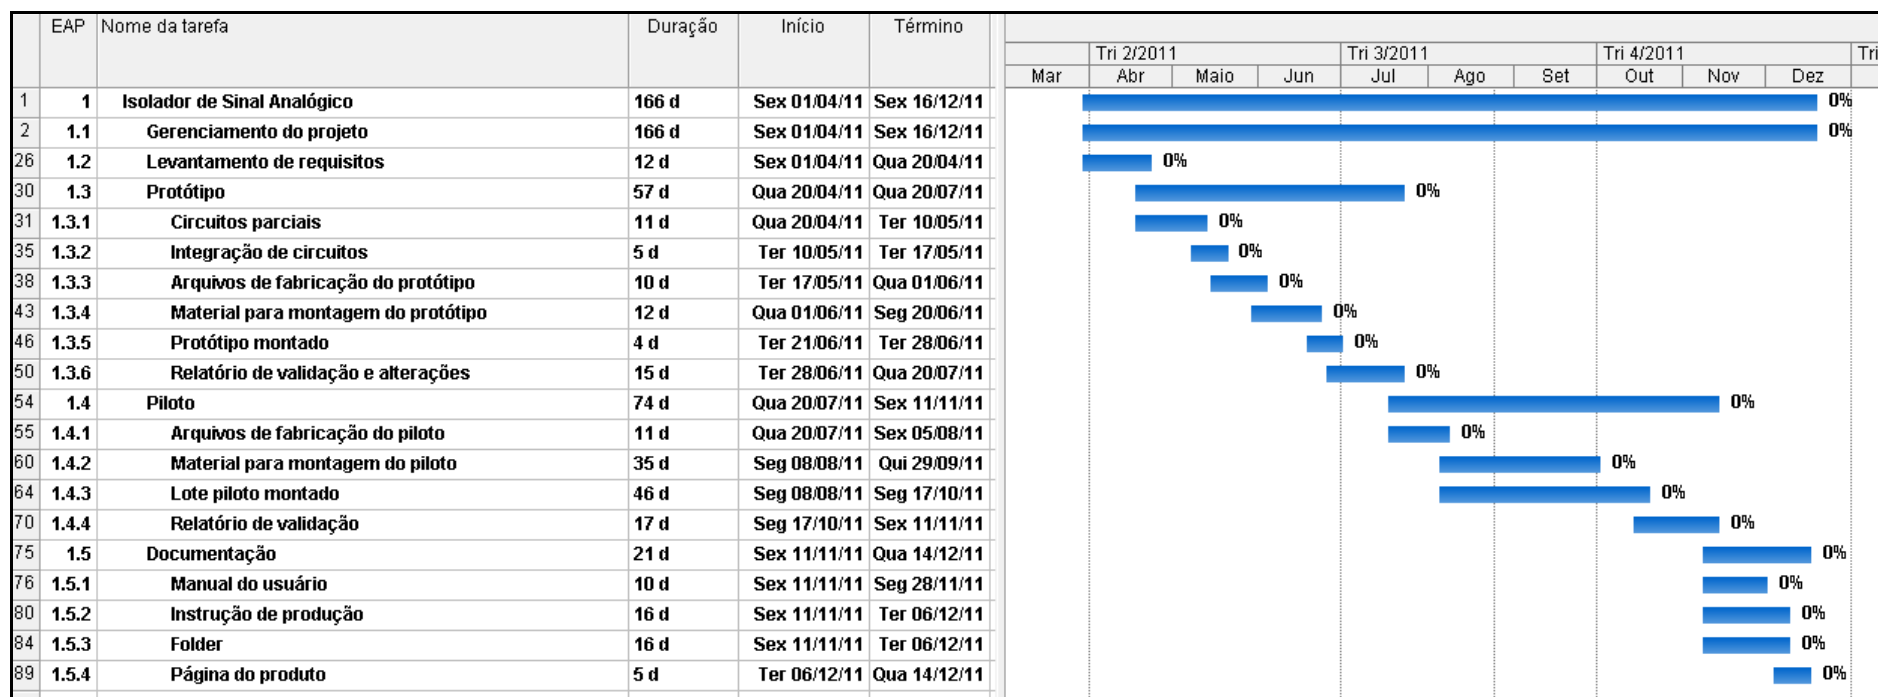 EAP Nome da tarefa Duração Início Término
Tri 2/2011 Tri 3/2011 Tri 4/2011 Tri
Mar Abr Maio Jun Jul Ago Set Out Nov Dez
1 1 Isolador de Sinal Analógico 166 d Sex 01/04/11 Sex 16/12/11 0%
2 1.1 Gerenciamento do projeto 166 d Sex 01/04/11 Sex 16/12/11 0%
26 1.2 Levantamento de requisitos 12 d Sex 01/04/11 Qua 20/04/11 0%
30 1.3 Protótipo 57 d Qua 20/04/11 Qua 20/07/11 0%
31 1.3.1 Circuitos parciais 11 d Qua 20/04/11 Ter 10/05/11 0%
35 1.3.2 Integração de circuitos 5 d Ter 10/05/11 Ter 17/05/11 0%
38 1.3.3 Arquivos de fabricação do protótipo 10 d Ter 17/05/11 Qua 01/06/11 0%
43 1.3.4 Material para montagem do protótipo 12 d Qua 01/06/11 Seg 20/06/11 0%
46 1.3.5 Protótipo montado 4 d Ter 21/06/11 Ter 28/06/11 0%
50 1.3.6 Relatório de validação e alterações 15 d Ter 28/06/11 Qua 20/07/11 0%
54 1.4 Piloto 74 d Qua 20/07/11 Sex 11/11/11 0%
55 1.4.1 Arquivos de fabricação do piloto 11 d Qua 20/07/11 Sex 05/08/11 0%
60 1.4.2 Material para montagem do piloto 35 d Seg 08/08/11 Qui 29/09/11 0%
64 1.4.3 Lote piloto montado 46 d Seg 08/08/11 Seg 17/10/11 0%
70 1.4.4 Relatório de validação 17 d Seg 17/10/11 Sex 11/11/11 0%
75 1.5 Documentação 21 d Sex 11/11/11 Qua 14/12/11 0%
76 1.5.1 Manual do usuário 10 d Sex 11/11/11 Seg 28/11/11 0%
80 1.5.2 Instrução de produção 16 d Sex 11/11/11 Ter 06/12/11 0%
84 1.5.3 Folder 16 d Sex 11/11/11 Ter 06/12/11 0%
89 1.5.4 Página do produto 5 d Ter 06/12/11 Qua 14/12/11 0%